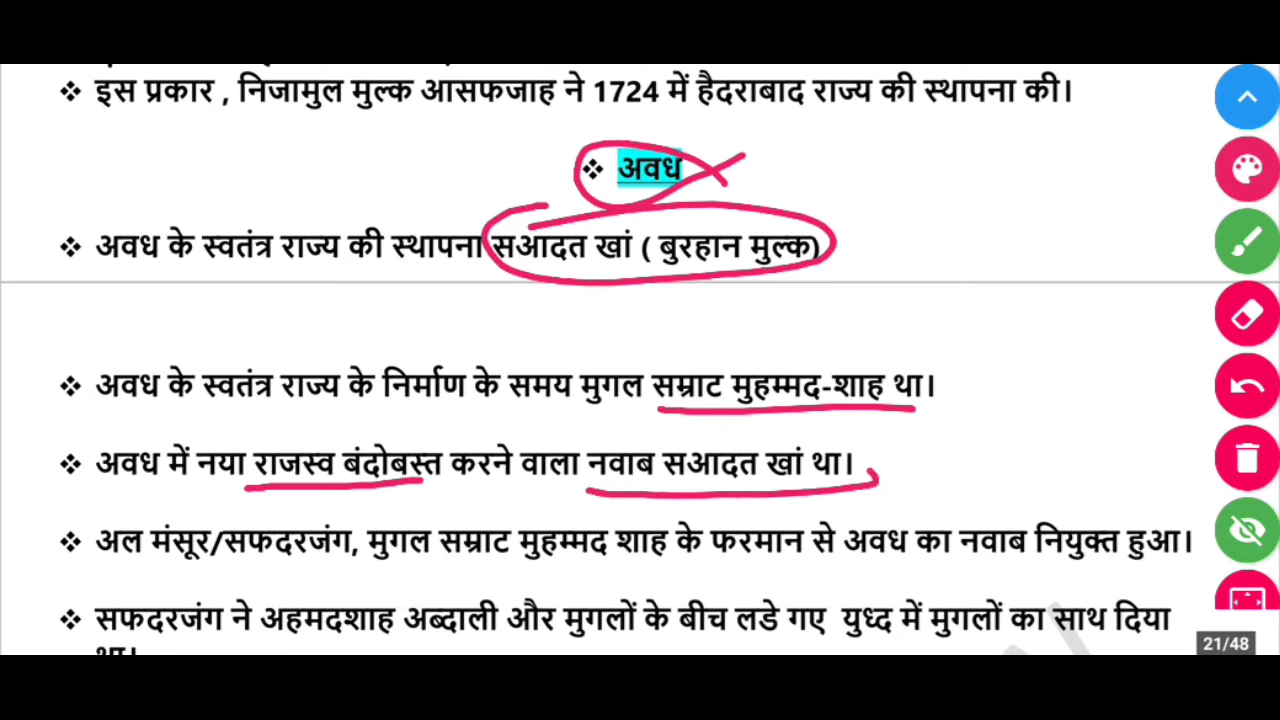 ❖ इस प्रकार , निजामुल मुल्क आसफजाह ने 1724 में हैदराबाद राज्य की स्थापना की।
❖ अवध
❖ अवध के स्वतंत्र राज्य की स्थापना सआदत खां ( बुरहान मुल्क)
❖ अवध के स्वतंत्र राज्य के निर्माण के समय मुगल सम्राट मुहम्मद-शाह था।
❖ अवध में नया राजस्व बंदोबस्त करने वाला नवाब सआदत खां था।
❖ अल मंसूर/सफदरजंग, मुगल सम्राट मुहम्मद शाह के फरमान से अवध का नवाब नियुक्त हुआ।
❖ सफदरजंग ने अहमदशाह अब्दाली और मुगलों के बीच लडे गए युध्द में मुगलों का साथ दिया
21/48